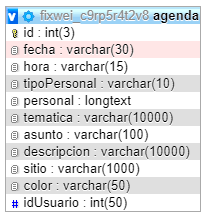 v fixwei_c9rp5r4t2v8 agenda
id : int(3)
fecha : varchar(30)
hora : varchar(15)
tipoPersonal : varchar(10)
personal : longtext
tematica : varchar(10000)
asunto : varchar(100)
descripcion : varchar(10000)
sitio : varchar(1000)
color : varchar(50)
# idUsuario : int(50)